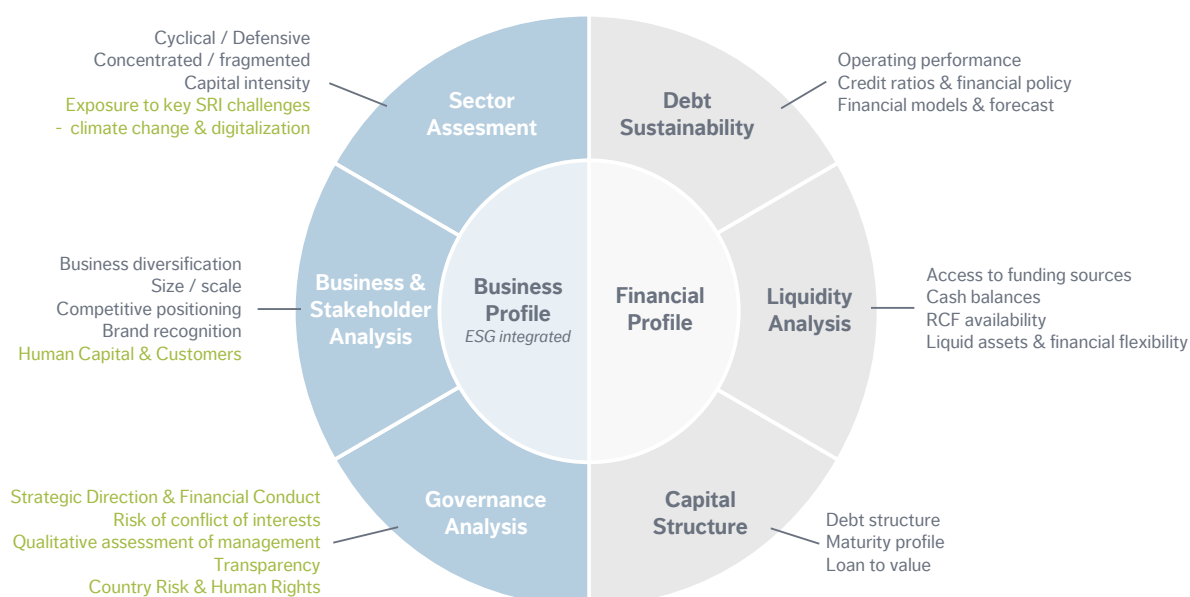 Cyclical / Defensive
Concentrated / fragmented
Capital intensity
Exposure to key SRI challenges
- climate change & digitalization
Sector
Assesment
Debt
Sustainability
Operating performance
Credit ratios & financial policy
Financial models & forecast
Business diversification
Size / scale
Competitive positioning
Brand recognition
Human Capital & Customers
Business &
Stakeholder
Analysis
Business
Profile
ESG integrated
Financial
Profile
Liquidity
Analysis
Access to funding sources
Cash balances
RCF availability
Liquid assets & financial flexibility
Strategic Direction & Financial Conduct
Risk of conflict of interests
Qualitative assessment of management
Transparency
Country Risk & Human Rights
Governance
Analysis
Capital
Structure
Debt structure
Maturity profile
Loan to value